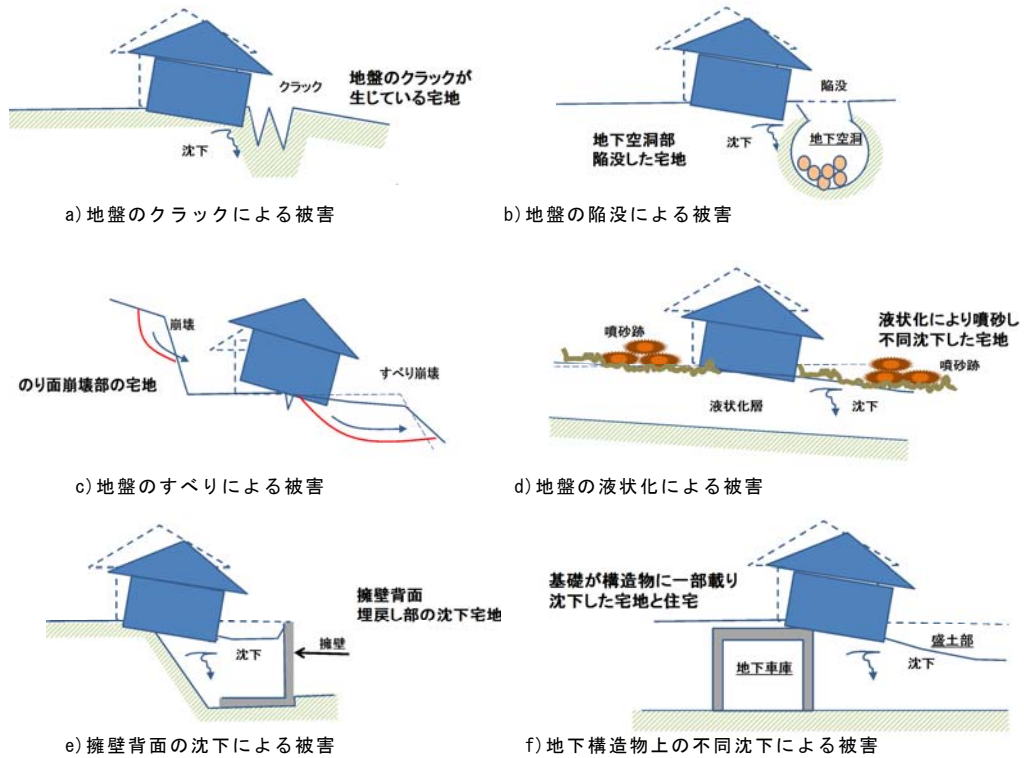 クラック
地盤のクラックが
生じている宅地
沈下
a)地盤のクラックによる被害
陥没
地下空洞部
陥没した宅地
沈下
地下空洞
b)地盤の陥没による被害
崩壊
のり面崩壊部の宅地
すべり崩壊
c)地盤のすべりによる被害
噴砂跡
液状化により噴砂し
不同沈下した宅地
噴砂跡
液状化層
沈下
d)地盤の液状化による被害
擁壁背面
埋戻し部の沈下宅地
沈下
擁壁
e)擁壁背面の沈下による被害
基礎が構造物に一部載り
沈下した宅地と住宅
盛土部
地下車庫
沈下
f)地下構造物上の不同沈下による被害